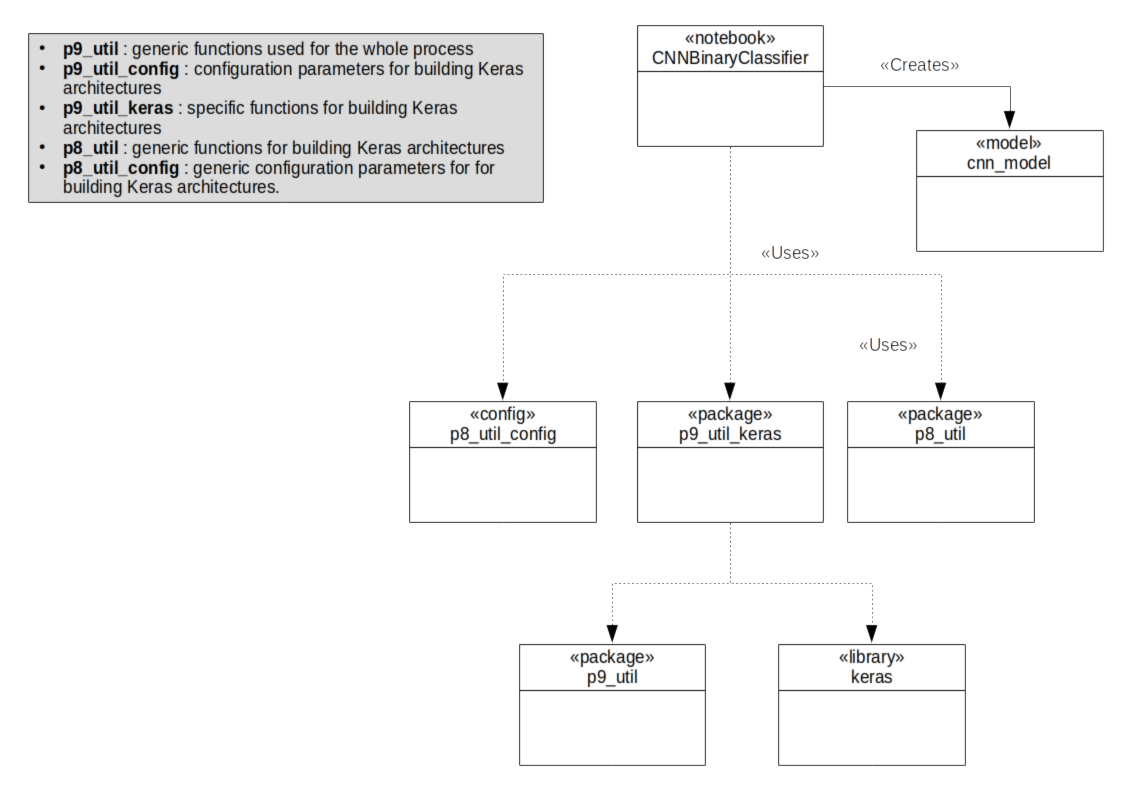 • p9_util : generic functions used for the whole process
• p9_util_config : configuration parameters for building Keras
architectures
• p9_util_keras : specific functions for building Keras
architectures
• p8_util : generic functions for building Keras architectures
• p8_util_config : generic configuration parameters for for
building Keras architectures.
«notebook»
CNNBinaryClassifier
«Creates»
«model»
cnn_model
«Uses»
«Uses»
«config»
p8_util_config
«package»
p9_util_keras
«package»
p8_util
«package»
p9_util
«library»
keras